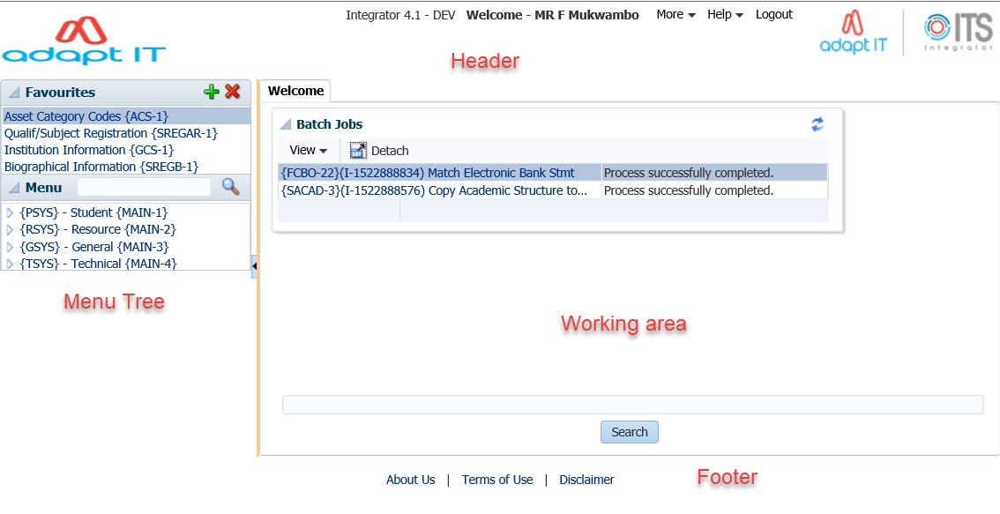 Integrator 4.1 - DEV Welcome - MR F Mukwambo More Help Logout
adapt IT
adapt IT
ITS
Integrator
Header
Favourites
Asset Category Codes {ACS-1}
Qualif/Subject Registration {SREGAR-1}
Institution Information {GCS-1}
Biographical Information {SREGB-1}
Menu
{PSYS} - Student {MAIN-1}
{RSYS} - Resource {MAIN-2}
{GSYS} - General {MAIN-3}
{TSYS} - Technical {MAIN-4}
Menu Tree
Welcome
Batch Jobs
View Detach
{FCBO-22}(I-1522888834) Match Electronic Bank Stmt Process successfully completed.
{SACAD-3}(I-1522888576) Copy Academic Structure to... Process successfully completed.
Working area
Search
About Us | Terms of Use | Disclaimer
Footer